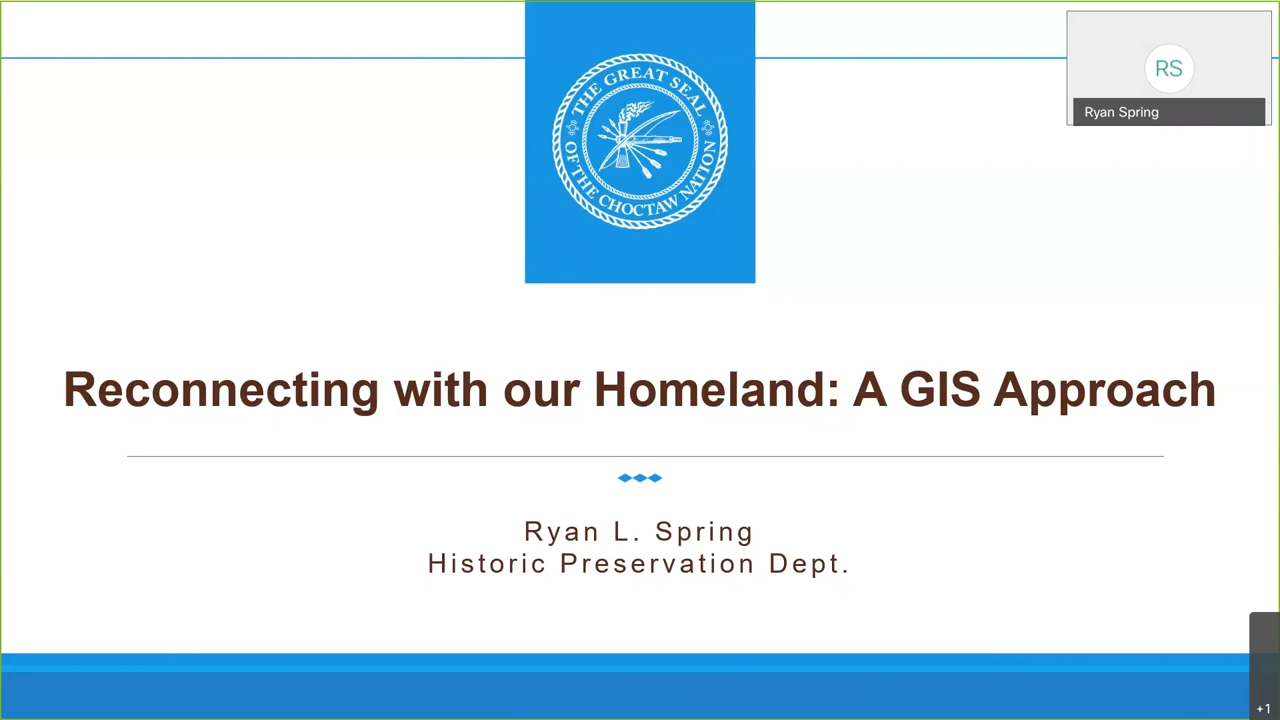 THE GREAT SEAL
OF THE CHOCTAW NATION
RS
Ryan Spring
Reconnecting with our Homeland: A GIS Approach
Ryan L. Spring
Historic Preservation Dept.
+1